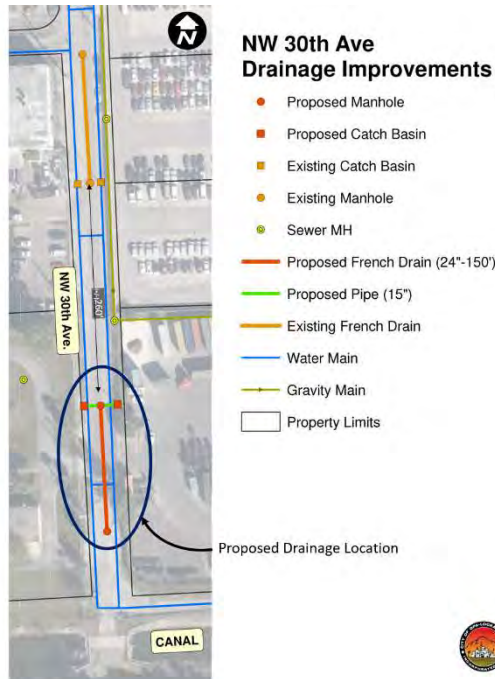 N
NW 30th Ave
Drainage Improvements
Proposed Manhole
Proposed Catch Basin
Existing Catch Basin
Existing Manhole
Sewer MH
Proposed French Drain (24"-150')
Proposed Pipe (15")
Existing French Drain
Water Main
Gravity Main
Property Limits
+/-260'
NW 30th Ave.
Proposed Drainage Location
CANAL